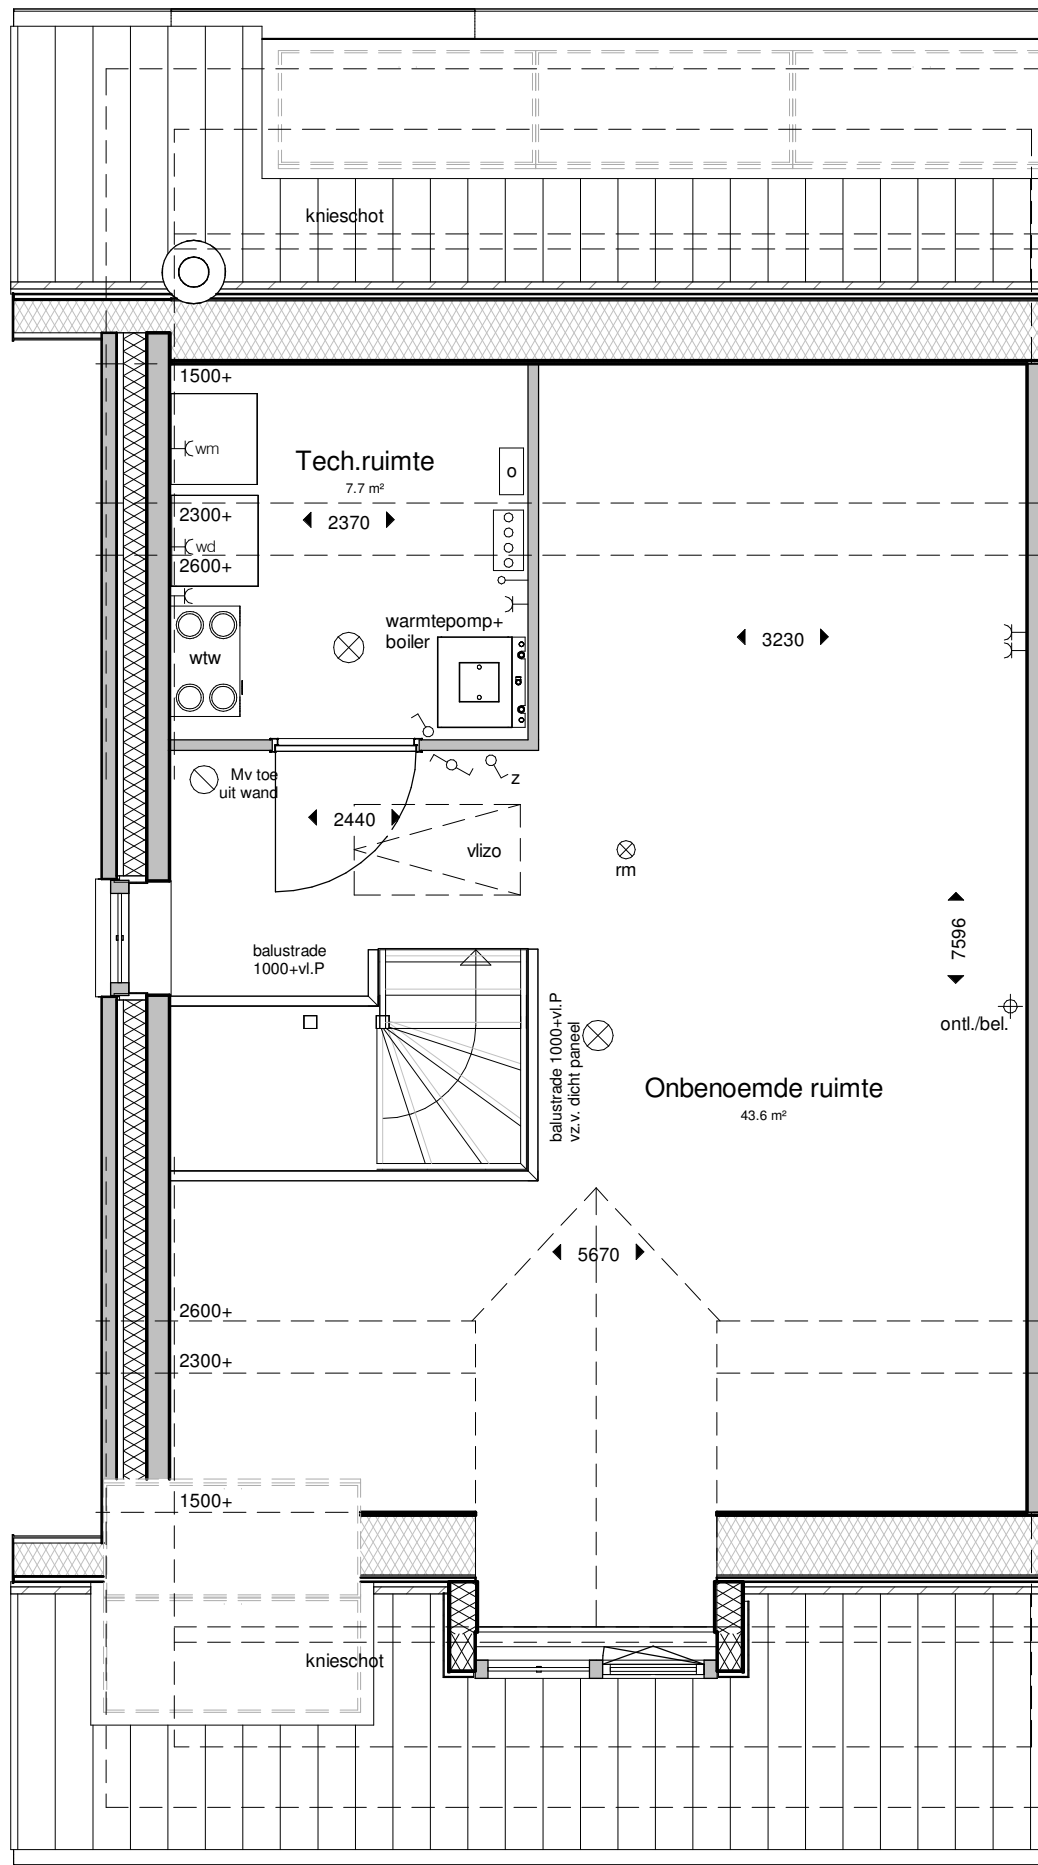 knieschot
1500+
wm
Tech.ruimte
7.7 m²
2300+
2370
wd
2600+
warmtepomp+
boiler
wtw
3230
Mv toe
uit wand
z
2440
vlizo
rm
7596
balustrade
1000+vl.P
balustrade 1000+vl.P
vz.v. dicht paneel
ontl./bel.
Onbenoemde ruimte
43.6 m²
5670
2600+
2300+
1500+
knieschot